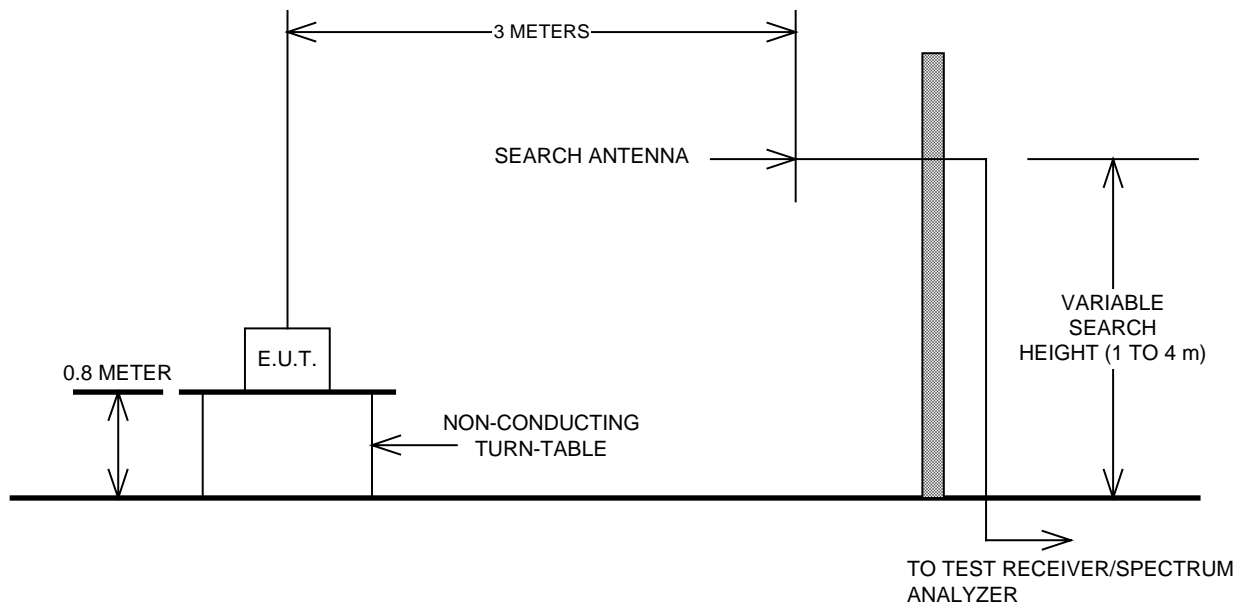 3 METERS
SEARCH ANTENNA
E.U.T.
0.8 METER
VARIABLE
SEARCH
HEIGHT (1 TO 4 m)
NON-CONDUCTING
TURN-TABLE
TO TEST RECEIVER/SPECTRUM
ANALYZER